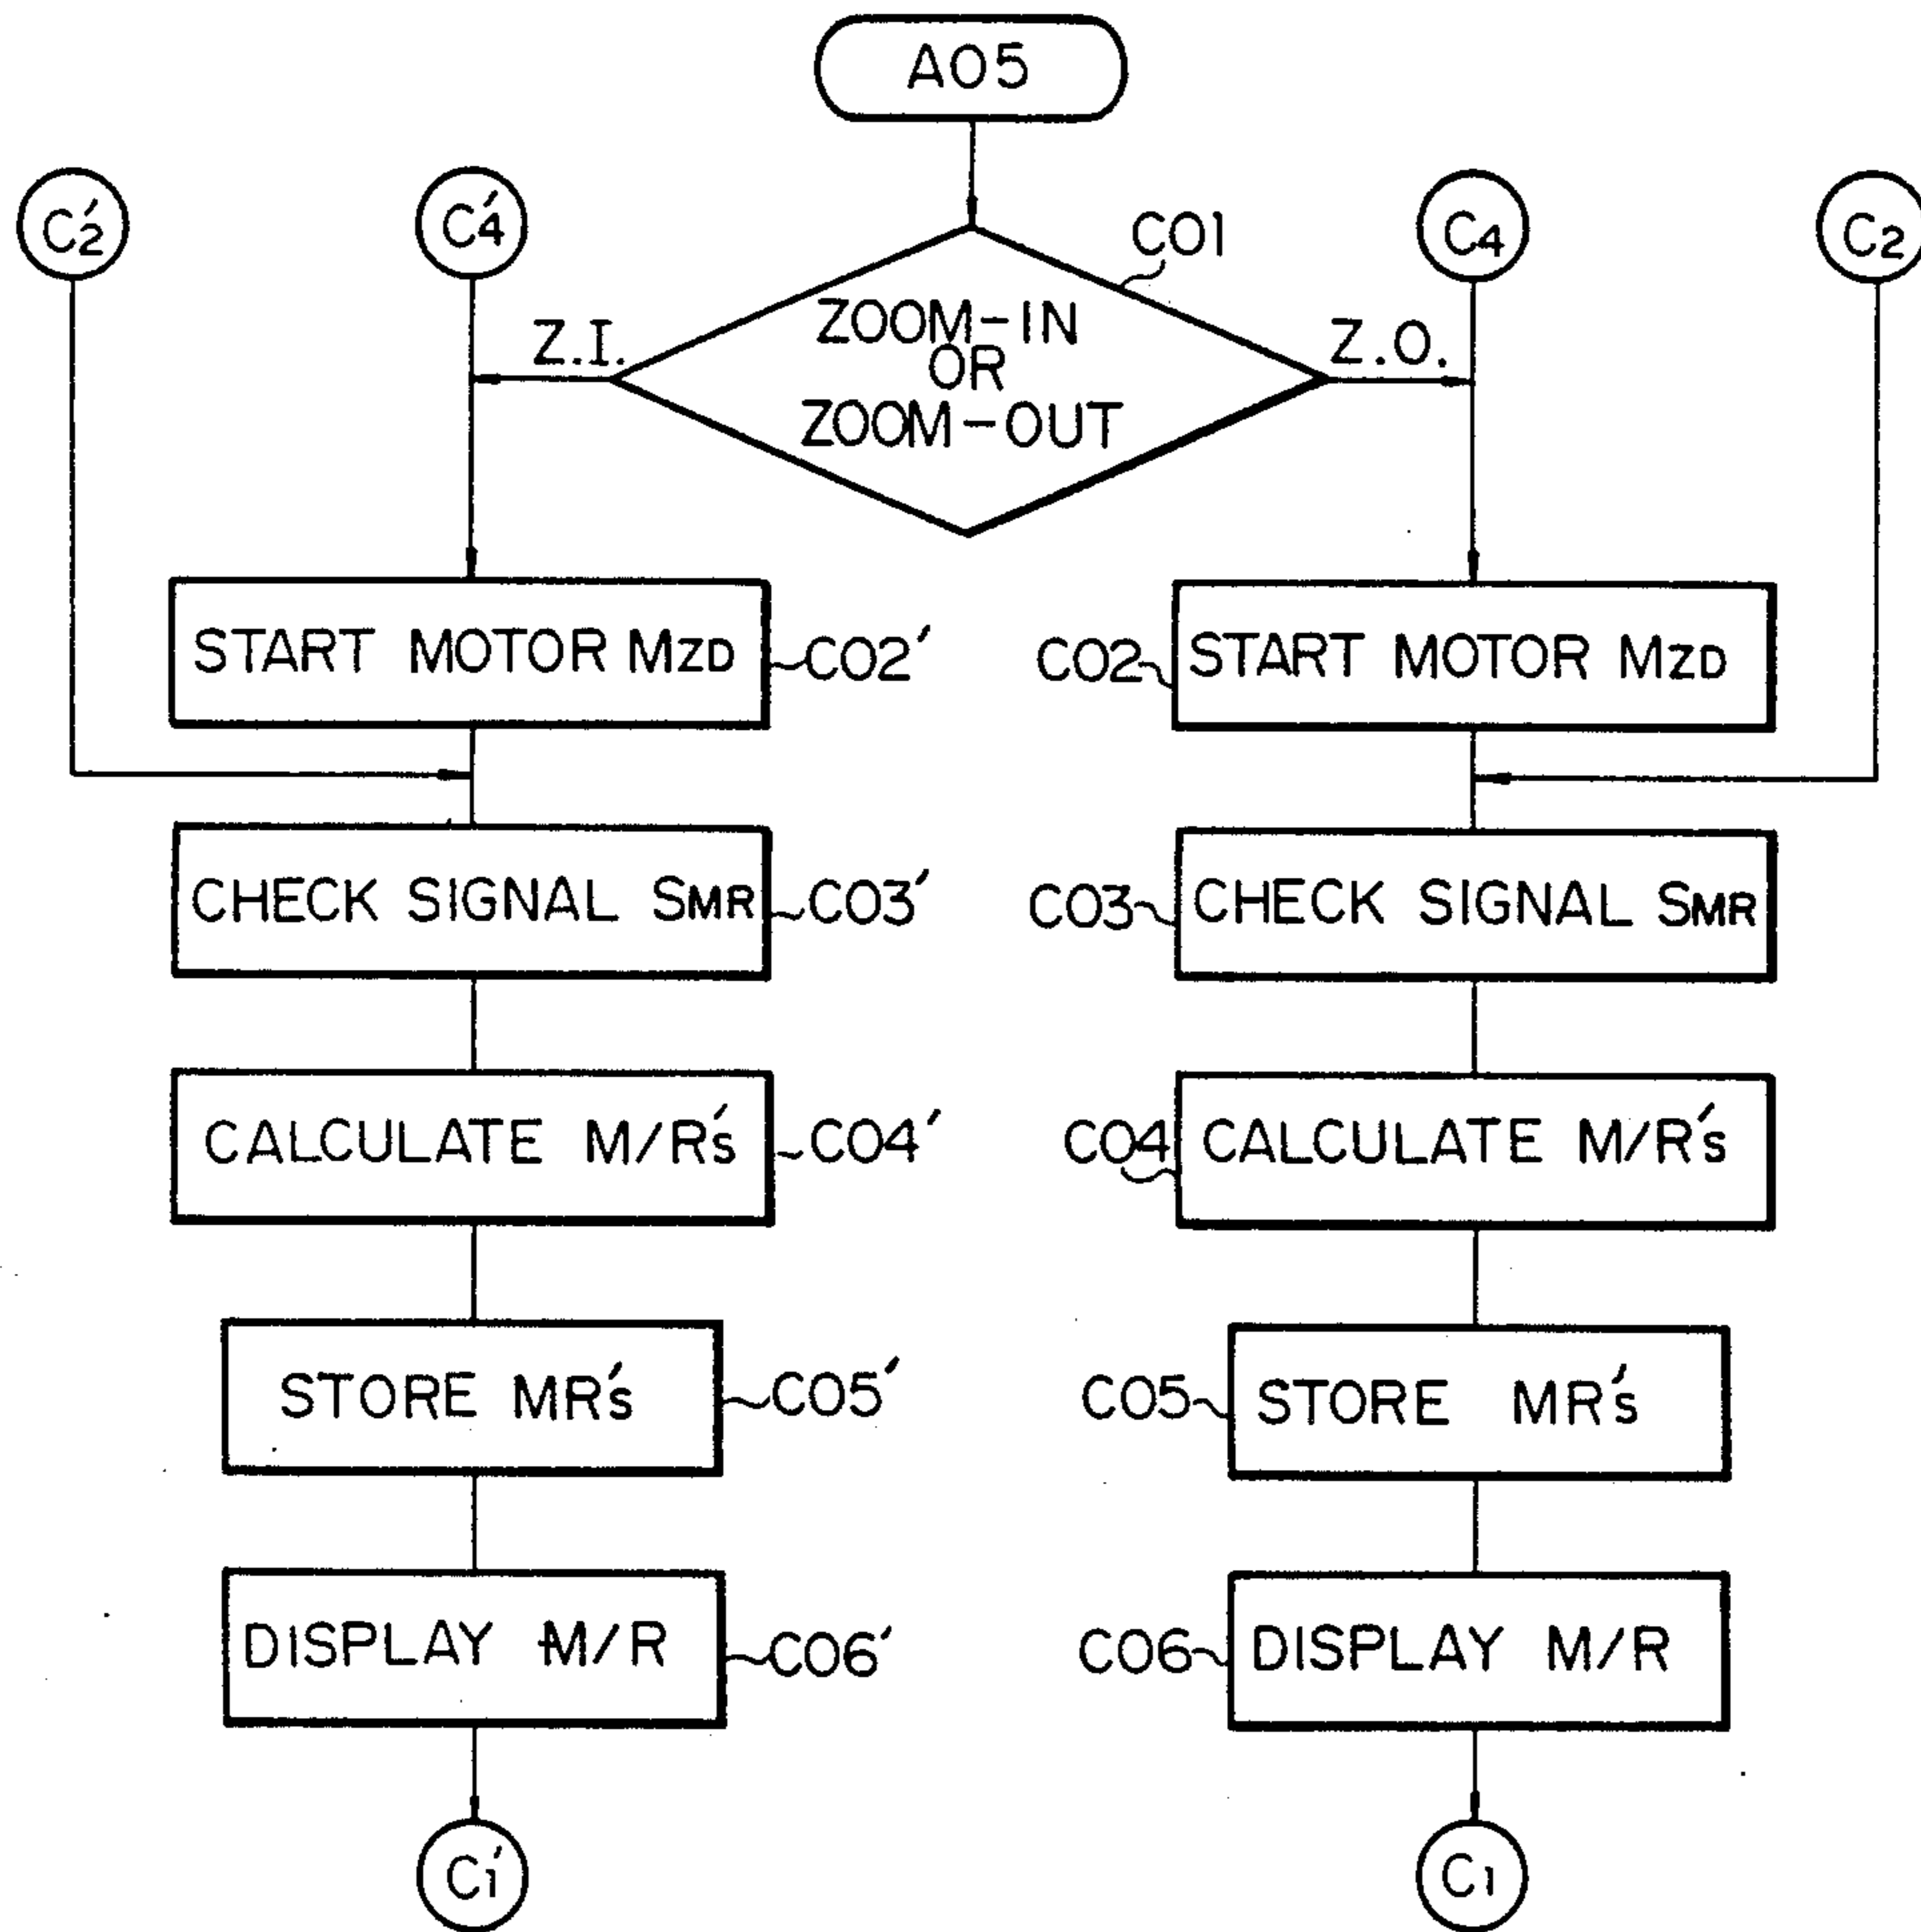 A05
C'2
C'4
C01
C4
C2
Z.I.
ZOOM-IN
OR
ZOOM-OUT
Z.O.
START MOTOR MZD
C02'
C02
START MOTOR MZD
CHECK SIGNAL SMR
C03'
C03
CHECK SIGNAL SMR
CALCULATE M/R's
C04'
C04
CALCULATE M/R's
STORE MR's
C05'
C05
STORE MR's
DISPLAY M/R
C06'
C06
DISPLAY M/R
C1'
C1